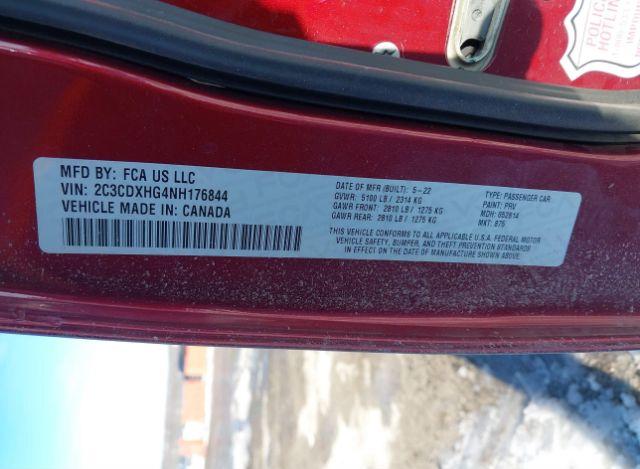 MFD BY: FCA US LLC
VIN: 2C3CDXHG4NH176844
VEHICLE MADE IN: CANADA
DATE OF MFR (BUILT): 5-22
GVWR: 5100 LB / 2314 KG
GAWR FRONT: 2810 LB / 1275 KG
GAWR REAR: 2810 LB / 1275 KG
TYPE: PASSENGER CAR
PAINT: PRV
MDH: 052814
MKT: 875
THIS VEHICLE CONFORMS TO ALL APPLICABLE U.S.A. FEDERAL MOTOR
VEHICLE SAFETY, BUMPER, AND THEFT PREVENTION STANDARDS
IN EFFECT ON THE DATE OF MANUFACTURE SHOWN ABOVE.
HOTLINE